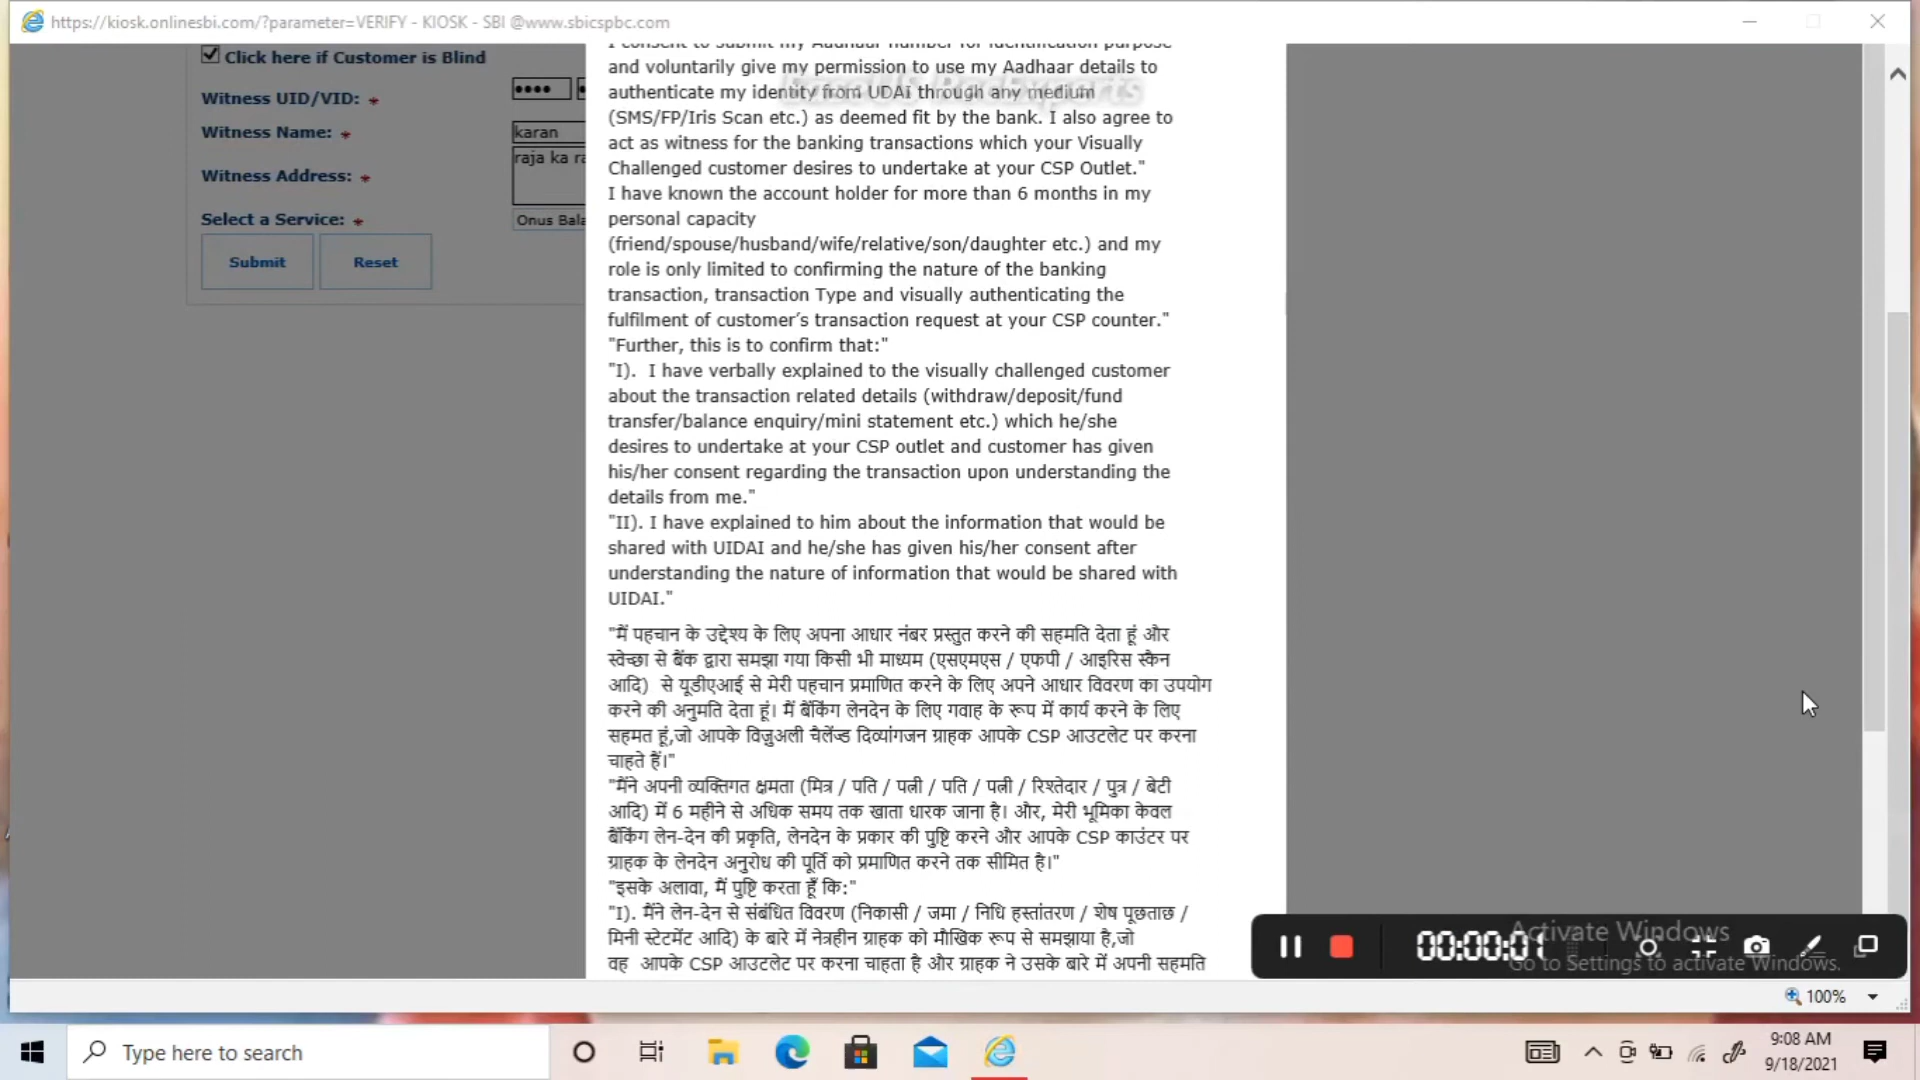 https://kiosk.onlinesbi.com/?parameter=VERIFY - KIOSK - SBI @www.sbicspbc.com
Click here if Customer is Blind
Witness UID/VID: *
Witness Name: *
karan
Witness Address: *
raja ka ra
Select a Service: *
Onus Bala
Submit
Reset
I consent to submit my Aadhaar number for identification purpose
and voluntarily give my permission to use my Aadhaar details to
authenticate my identity from UDAI through any medium
(SMS/FP/Iris Scan etc.) as deemed fit by the bank. I also agree to
act as witness for the banking transactions which your Visually
Challenged customer desires to undertake at your CSP Outlet."
I have known the account holder for more than 6 months in my
personal capacity
(friend/spouse/husband/wife/relative/son/daughter etc.) and my
role is only limited to confirming the nature of the banking
transaction, transaction Type and visually authenticating the
fulfilment of customer's transaction request at your CSP counter."
"Further, this is to confirm that:"
"I). I have verbally explained to the visually challenged customer
about the transaction related details (withdraw/deposit/fund
transfer/balance enquiry/mini statement etc.) which he/she
desires to undertake at your CSP outlet and customer has given
his/her consent regarding the transaction upon understanding the
details from me."
"II). I have explained to him about the information that would be
shared with UIDAI and he/she has given his/her consent after
understanding the nature of information that would be shared with
UIDAI."
"मैं पहचान के उद्देश्य के लिए अपना आधार नंबर प्रस्तुत करने की सहमति देता हूं और
स्वेच्छा से बैंक द्वारा समझा गया किसी भी माध्यम (एसएमएस / एफपी / आइरिस स्कैन
आदि) से यूडीएआई से मेरी पहचान प्रमाणित करने के लिए अपने आधार विवरण का उपयोग
करने की अनुमति देता हूं। मैं बैंकिंग लेनदेन के लिए गवाह के रूप में कार्य करने के लिए
सहमत हूं,जो आपके विज़ुअली चैलेंज्ड दिव्यांगजन ग्राहक आपके CSP आउटलेट पर करना
चाहते हैं।"
"मैंने अपनी व्यक्तिगत क्षमता (मित्र / पति / पत्नी / पति / पत्नी / रिश्तेदार / पुत्र / बेटी
आदि) में 6 महीने से अधिक समय तक खाता धारक जाना है। और, मेरी भूमिका केवल
बैंकिंग लेन-देन की प्रकृति, लेनदेन के प्रकार की पुष्टि करने और आपके CSP काउंटर पर
ग्राहक के लेनदेन अनुरोध की पूर्ति को प्रमाणित करने तक सीमित है।"
"इसके अलावा, मैं पुष्टि करता हूँ कि:"
"I). मैंने लेन-देन से संबंधित विवरण (निकासी / जमा / निधि हस्तांतरण / शेष पूछताछ /
मिनी स्टेटमेंट आदि) के बारे में नेत्रहीन ग्राहक को मौखिक रूप से समझाया है,जो
वह आपके CSP आउटलेट पर करना चाहता है और ग्राहक ने उसके बारे में अपनी सहमति
00:00:01
Activate Windows
Go to Settings to activate Windows.
100%
Type here to search
9:08 AM
9/18/2021